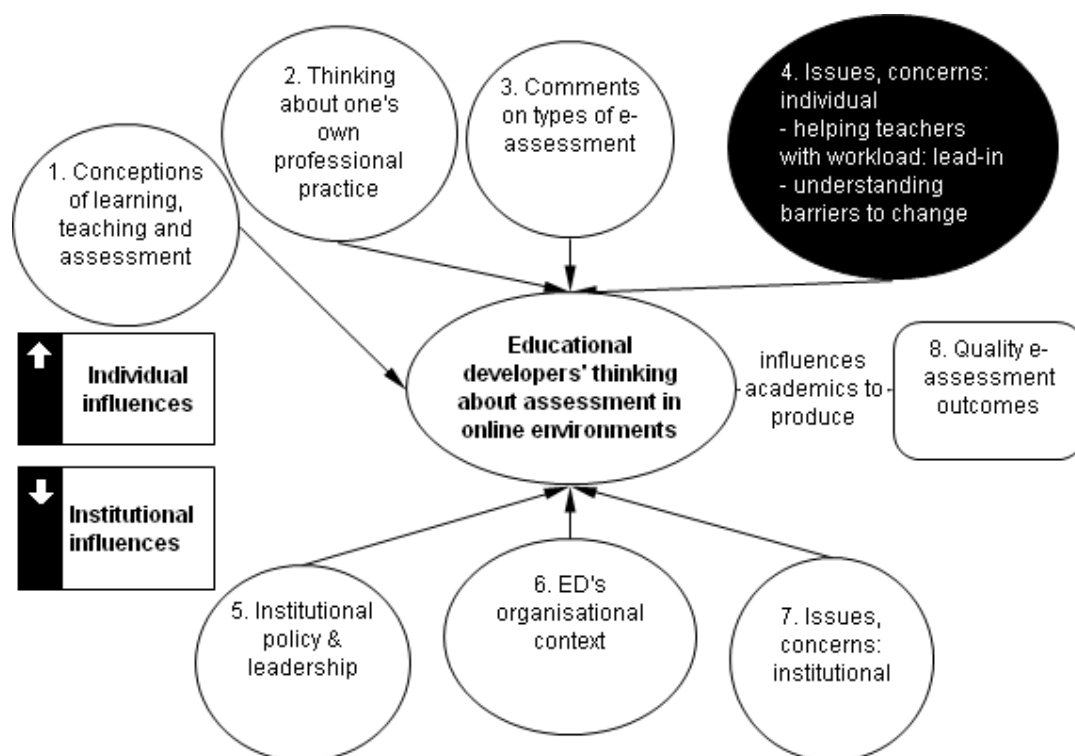 1. Conceptions
of learning,
teaching and
assessment
2. Thinking
about one's
own
professional
practice
3. Comments
on types of e-
assessment
4. Issues, concerns:
individual
- helping teachers
with workload: lead-in
- understanding
barriers to change
Individual
influences
Educational
developers' thinking
about assessment in
online environments
influences
academics to
produce
8. Quality e-
assessment
outcomes
Institutional
influences
5. Institutional
policy &
leadership
6. ED's
organisational
context
7. Issues,
concerns:
institutional